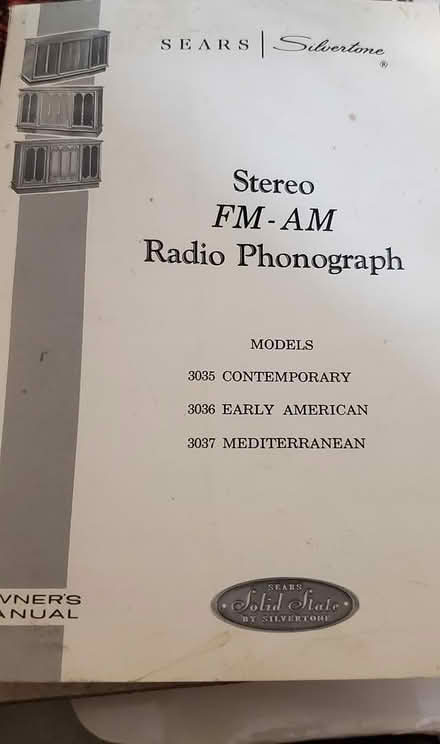 SEARS | Silvertone ®
Stereo
FM-AM
Radio Phonograph
MODELS
3035 CONTEMPORARY
3036 EARLY AMERICAN
3037 MEDITERRANEAN
WNER'S
ANUAL
SEARS
Solid State
BY SILVERTONE